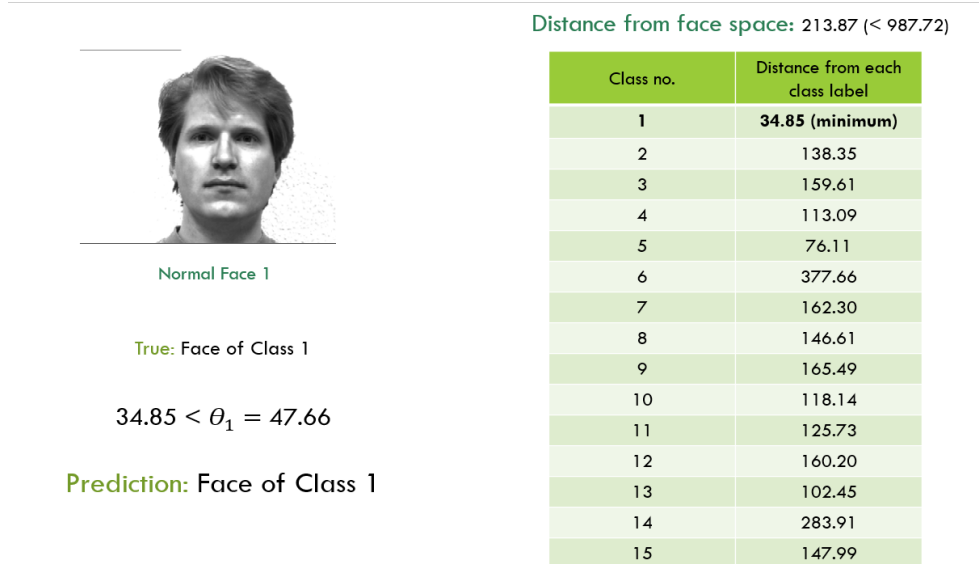 Distance from face space: 213.87 (< 987.72)
Normal Face 1
True: Face of Class 1
34.85 < θ₁ = 47.66
Prediction: Face of Class 1
Class no. Distance from each class label
1 34.85 (minimum)
2 138.35
3 159.61
4 113.09
5 76.11
6 377.66
7 162.30
8 146.61
9 165.49
10 118.14
11 125.73
12 160.20
13 102.45
14 283.91
15 147.99